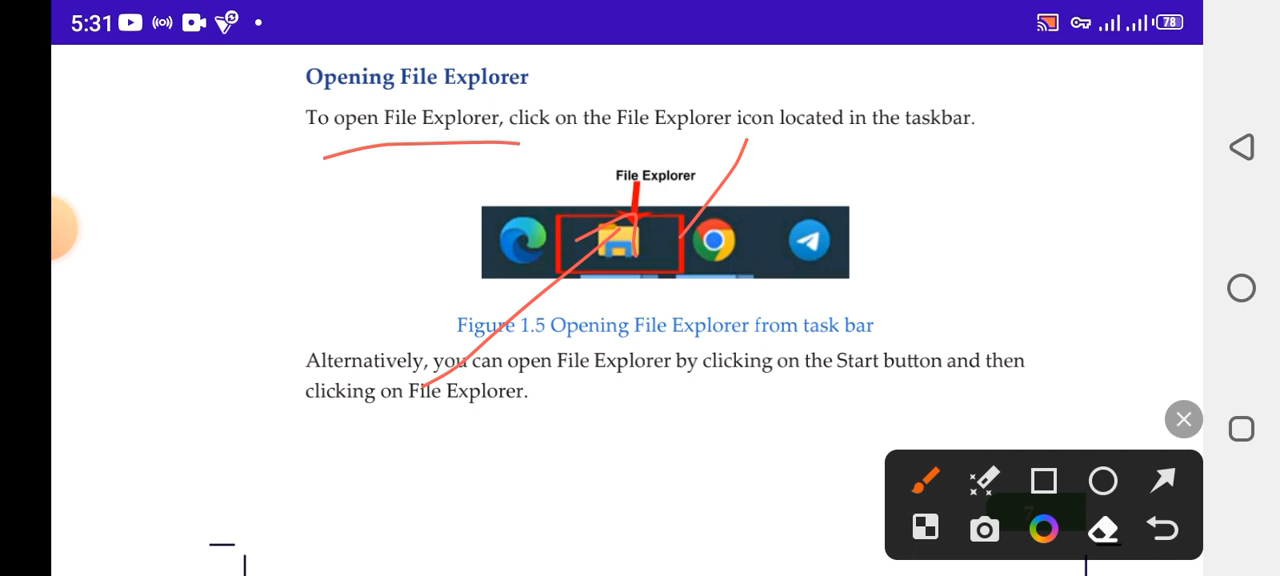 5:31
78
Opening File Explorer
To open File Explorer, click on the File Explorer icon located in the taskbar.
File Explorer
Figure 1.5 Opening File Explorer from task bar
Alternatively, you can open File Explorer by clicking on the Start button and then
clicking on File Explorer.
7